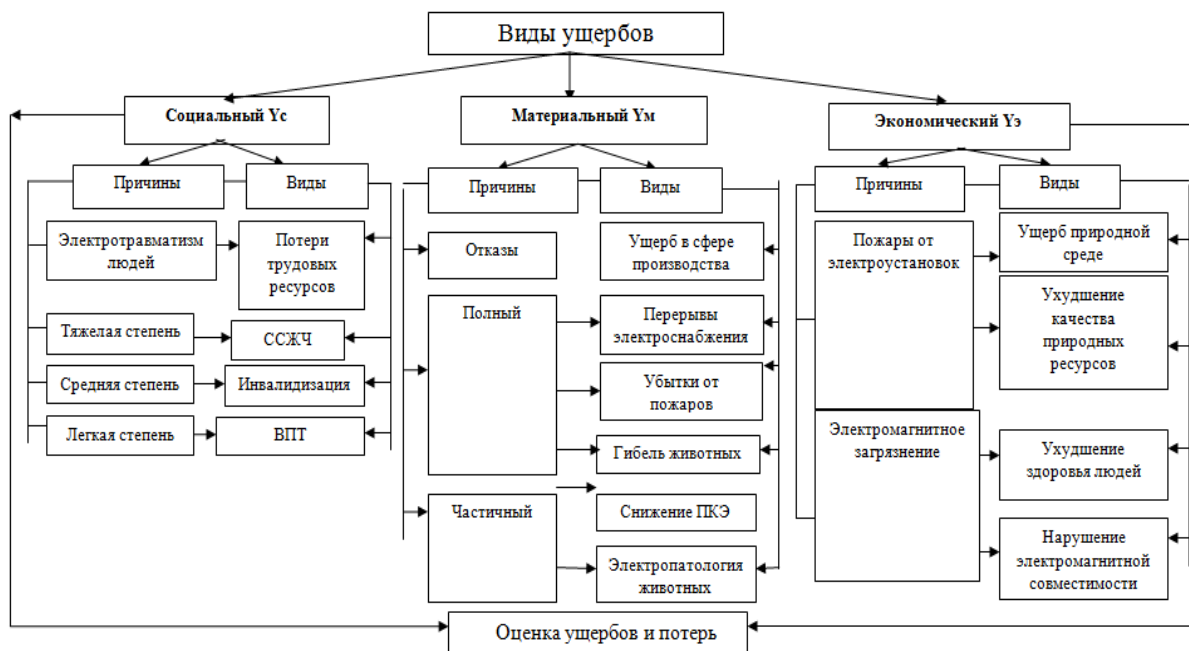 Виды ущербов
Социальный Yс
Материальный Yм
Экономический Yэ
Причины
Виды
Электротравматизм
людей
Потери
трудовых
ресурсов
Тяжелая степень
ССЖЧ
Средняя степень
Инвалидизация
Легкая степень
ВПТ
Причины
Виды
Отказы
Ущерб в сфере
производства
Полный
Перерывы
электроснабжения
Убытки от
пожаров
Гибель животных
Частичный
Снижение ПКЭ
Электропатология
животных
Причины
Виды
Пожары от
электроустановок
Ущерб природной
среде
Ухудшение
качества
природных
ресурсов
Электромагнитное
загрязнение
Ухудшение
здоровья людей
Нарушение
электромагнитной
совместимости
Оценка ущербов и потерь